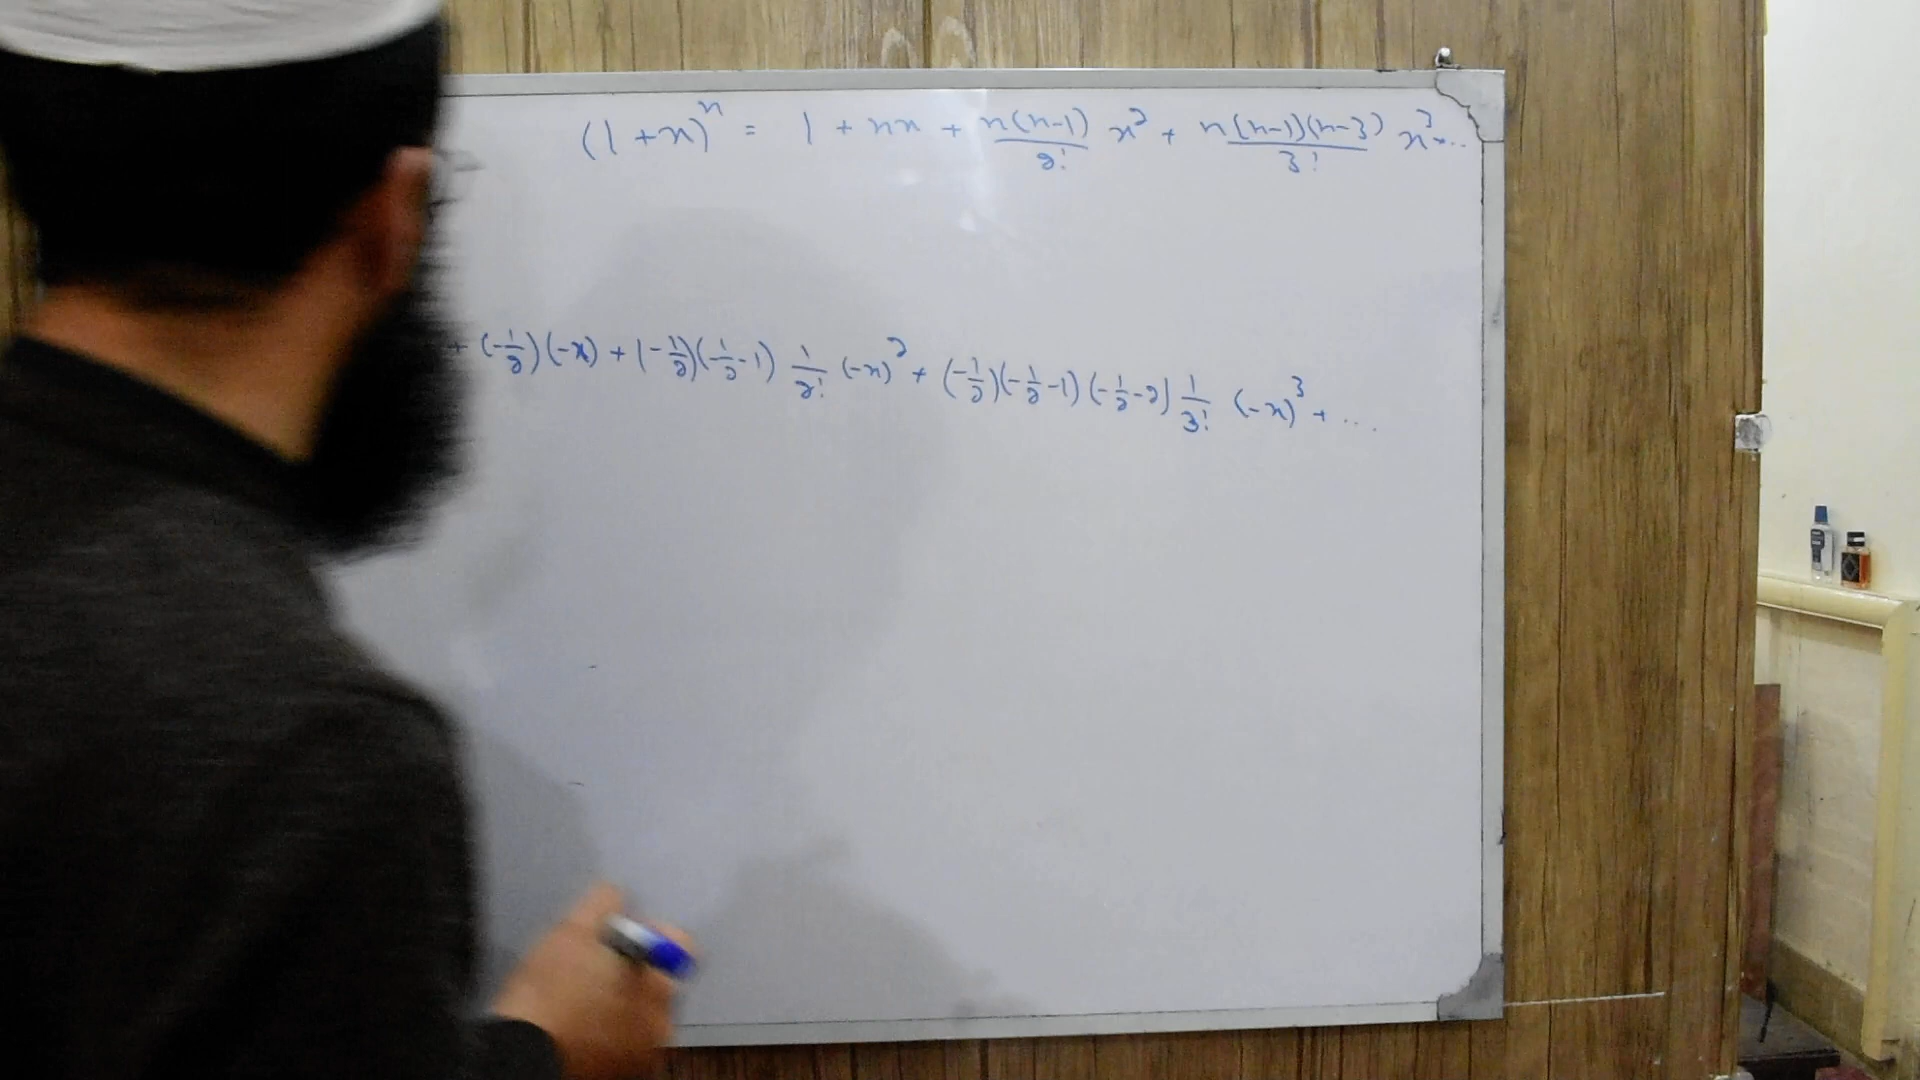 (1+x)^n = 1 + nx + n(n-1)/2! x^2 + n(n-1)(n-3)/3! x^3+...
+ (-1/2)(-x) + (-1/2)(-1/2-1) 1/2! (-x)^2 + (-1/2)(-1/2-1)(-1/2-2) 1/3! (-x)^3 + ...